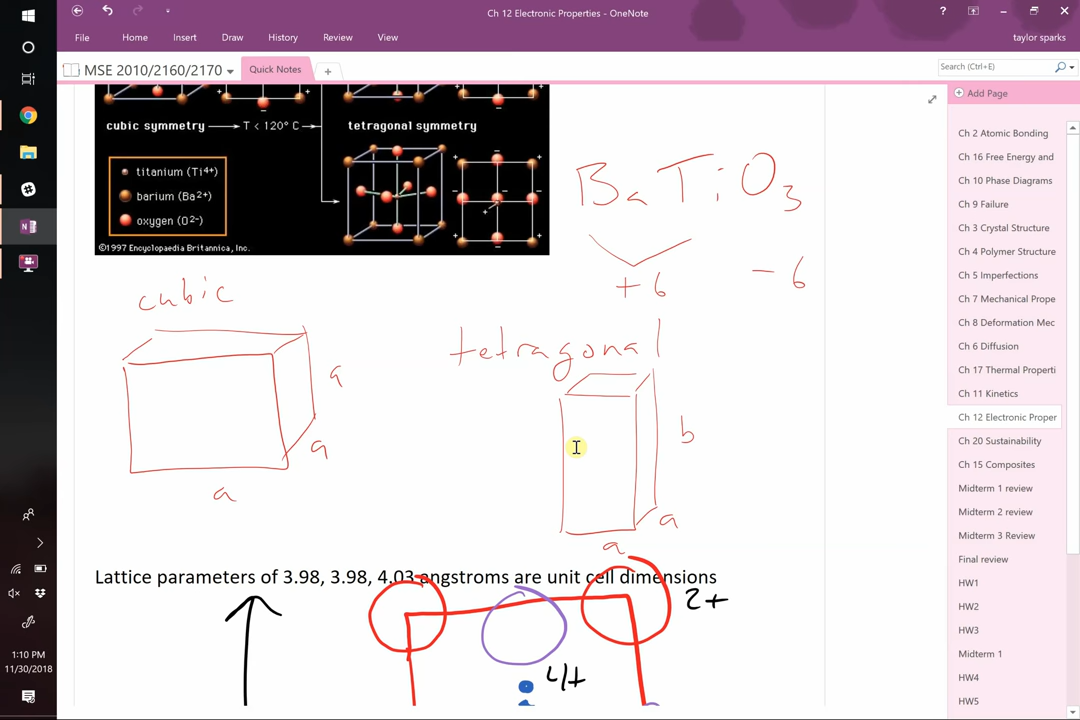 Ch 12 Electronic Properties - OneNote
?
File Home Insert Draw History Review View
taylor sparks
MSE 2010/2160/2170
Quick Notes
+
Search (Ctrl+E)
cubic symmetry
T < 120° C
tetragonal symmetry
titanium (Ti4+)
barium (Ba2+)
oxygen (O2-)
©1997 Encyclopaedia Britannica, Inc.
BaTiO3
+6
-6
cubic
a
a
a
tetragonal
b
a
a
Lattice parameters of 3.98, 3.98, 4.03 angstroms are unit cell dimensions
2+
4+
Add Page
Ch 2 Atomic Bonding
Ch 16 Free Energy and
Ch 10 Phase Diagrams
Ch 9 Failure
Ch 3 Crystal Structure
Ch 4 Polymer Structure
Ch 5 Imperfections
Ch 7 Mechanical Prope
Ch 8 Deformation Mec
Ch 6 Diffusion
Ch 17 Thermal Properti
Ch 11 Kinetics
Ch 12 Electronic Proper
Ch 20 Sustainability
Ch 15 Composites
Midterm 1 review
Midterm 2 review
Midterm 3 Review
Final review
HW1
HW2
HW3
Midterm 1
HW4
HW5
1:10 PM
11/30/2018